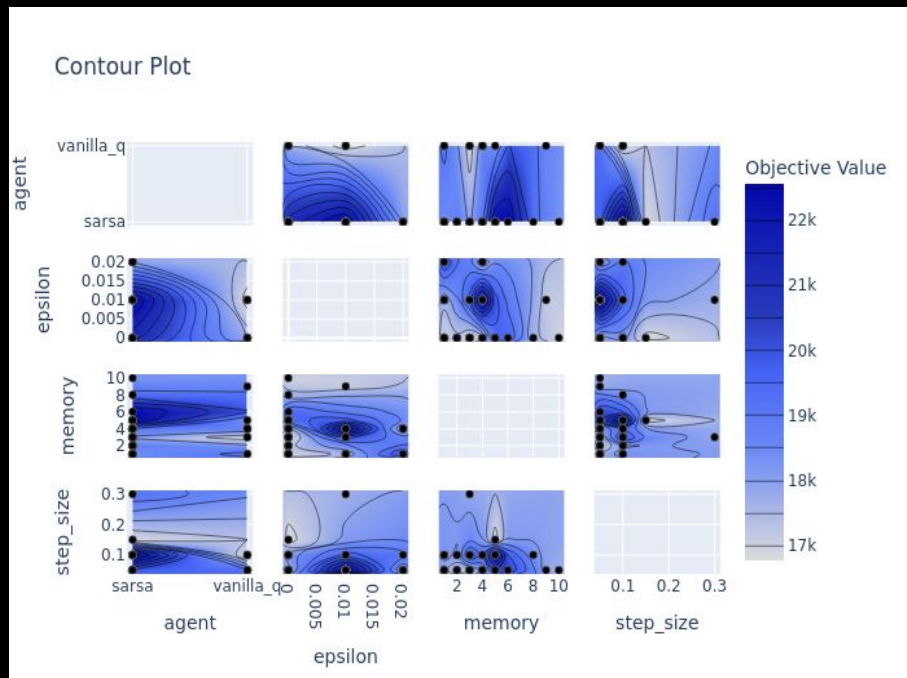 Contour Plot
agent
vanilla_q
sarsa
Objective Value
22k
21k
20k
19k
18k
17k
epsilon
0.02
0.015
0.01
0.005
0
memory
10
8
6
4
2
step_size
0.3
0.2
0.1
sarsa vanilla_q
0 0.005 0.01 0.015 0.02
2 4 6 8 10
0.1 0.2 0.3
agent
epsilon
memory
step_size